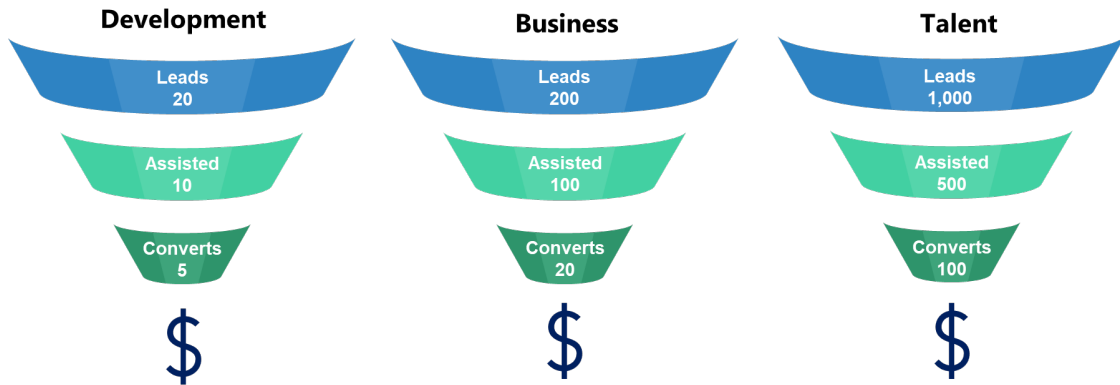 Development
Leads
20
Assisted
10
Converts
5
$
Business
Leads
200
Assisted
100
Converts
20
$
Talent
Leads
1,000
Assisted
500
Converts
100
$